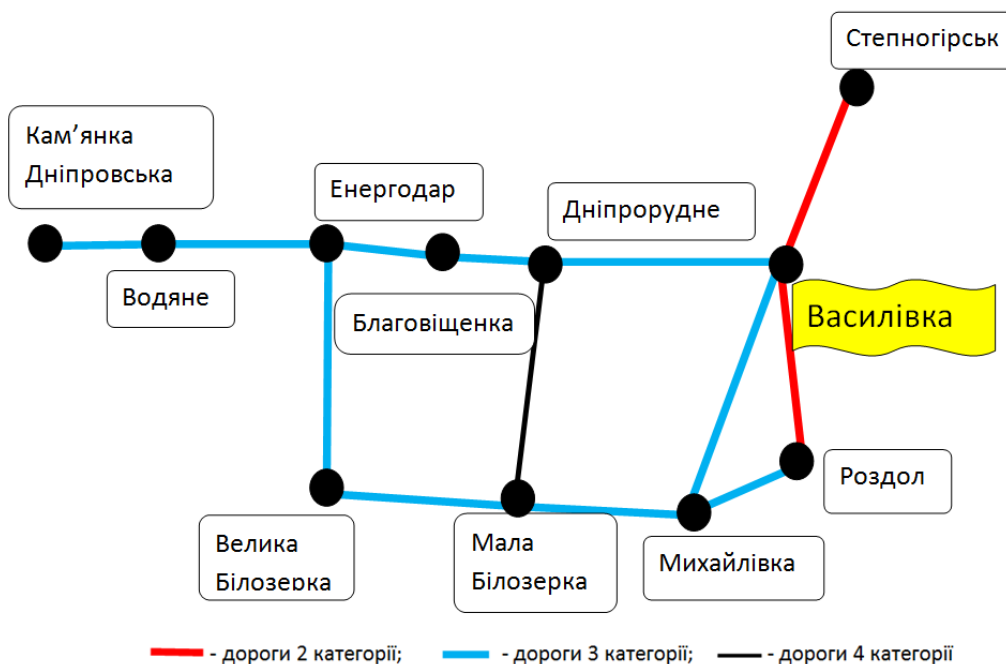 Степногірськ
Кам’янка
Дніпровська
Енергодар
Дніпрорудне
Водяне
Благовіщенка
Василівка
Роздол
Велика
Білозерка
Мала
Білозерка
Михайлівка
- дороги 2 категорії;
- дороги 3 категорії;
- дороги 4 категорії